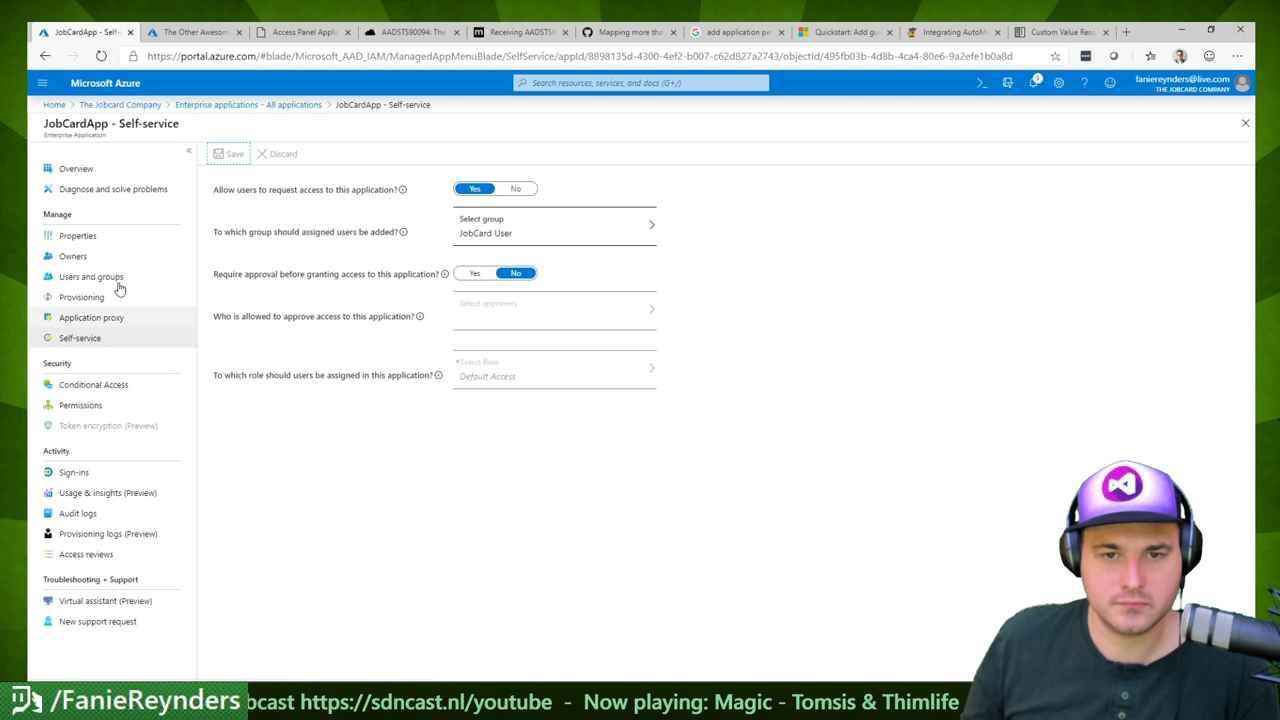 JobCardApp - Self-
The Other Awesom
Access Panel Applic
AADSTS90094: The
Receiving AADSTS9
Mapping more tha
add application pe
Quickstart: Add gu
Integrating AutoM
Custom Value Reso
https://portal.azure.com/#blade/Microsoft_AAD_IAM/ManagedAppMenuBlade/SelfService/appId/8898135d-4300-4ef2-b007-c62d827a2743/objectId/495fb03b-4d8b-4ca4-80e6-9a2efe1b0a8d
Microsoft Azure
Search resources, services, and docs (G+/)
faniereynders@live.com
THE JOBCARD COMPANY
Home > The Jobcard Company > Enterprise applications - All applications > JobCardApp - Self-service
JobCardApp - Self-service
Enterprise Application
Save
Discard
Overview
Diagnose and solve problems
Manage
Properties
Owners
Users and groups
Provisioning
Application proxy
Self-service
Security
Conditional Access
Permissions
Token encryption (Preview)
Activity
Sign-ins
Usage & insights (Preview)
Audit logs
Provisioning logs (Preview)
Access reviews
Troubleshooting + Support
Virtual assistant (Preview)
New support request
Allow users to request access to this application?
Yes No
To which group should assigned users be added?
Select group
JobCard User
Require approval before granting access to this application?
Yes No
Who is allowed to approve access to this application?
Select approvers
To which role should users be assigned in this application?
*Select Role
Default Access
/FanieReynders
bcast https://sdncast.nl/youtube - Now playing: Magic - Tomsis & Thimlife